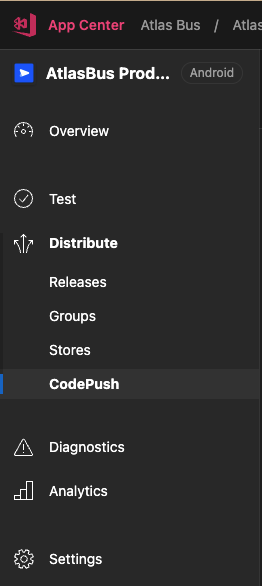 App Center Atlas Bus / Atlas
AtlasBus Prod... Android
Overview
Test
Distribute
Releases
Groups
Stores
CodePush
Diagnostics
Analytics
Settings